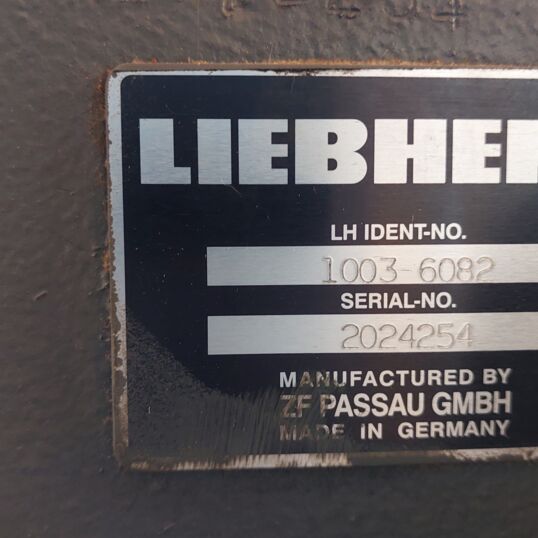 LIEBHER
LH IDENT-NO.
1003-6082
SERIAL-NO.
2024254
MANUFACTURED BY
ZF PASSAU GMBH
MADE IN GERMANY